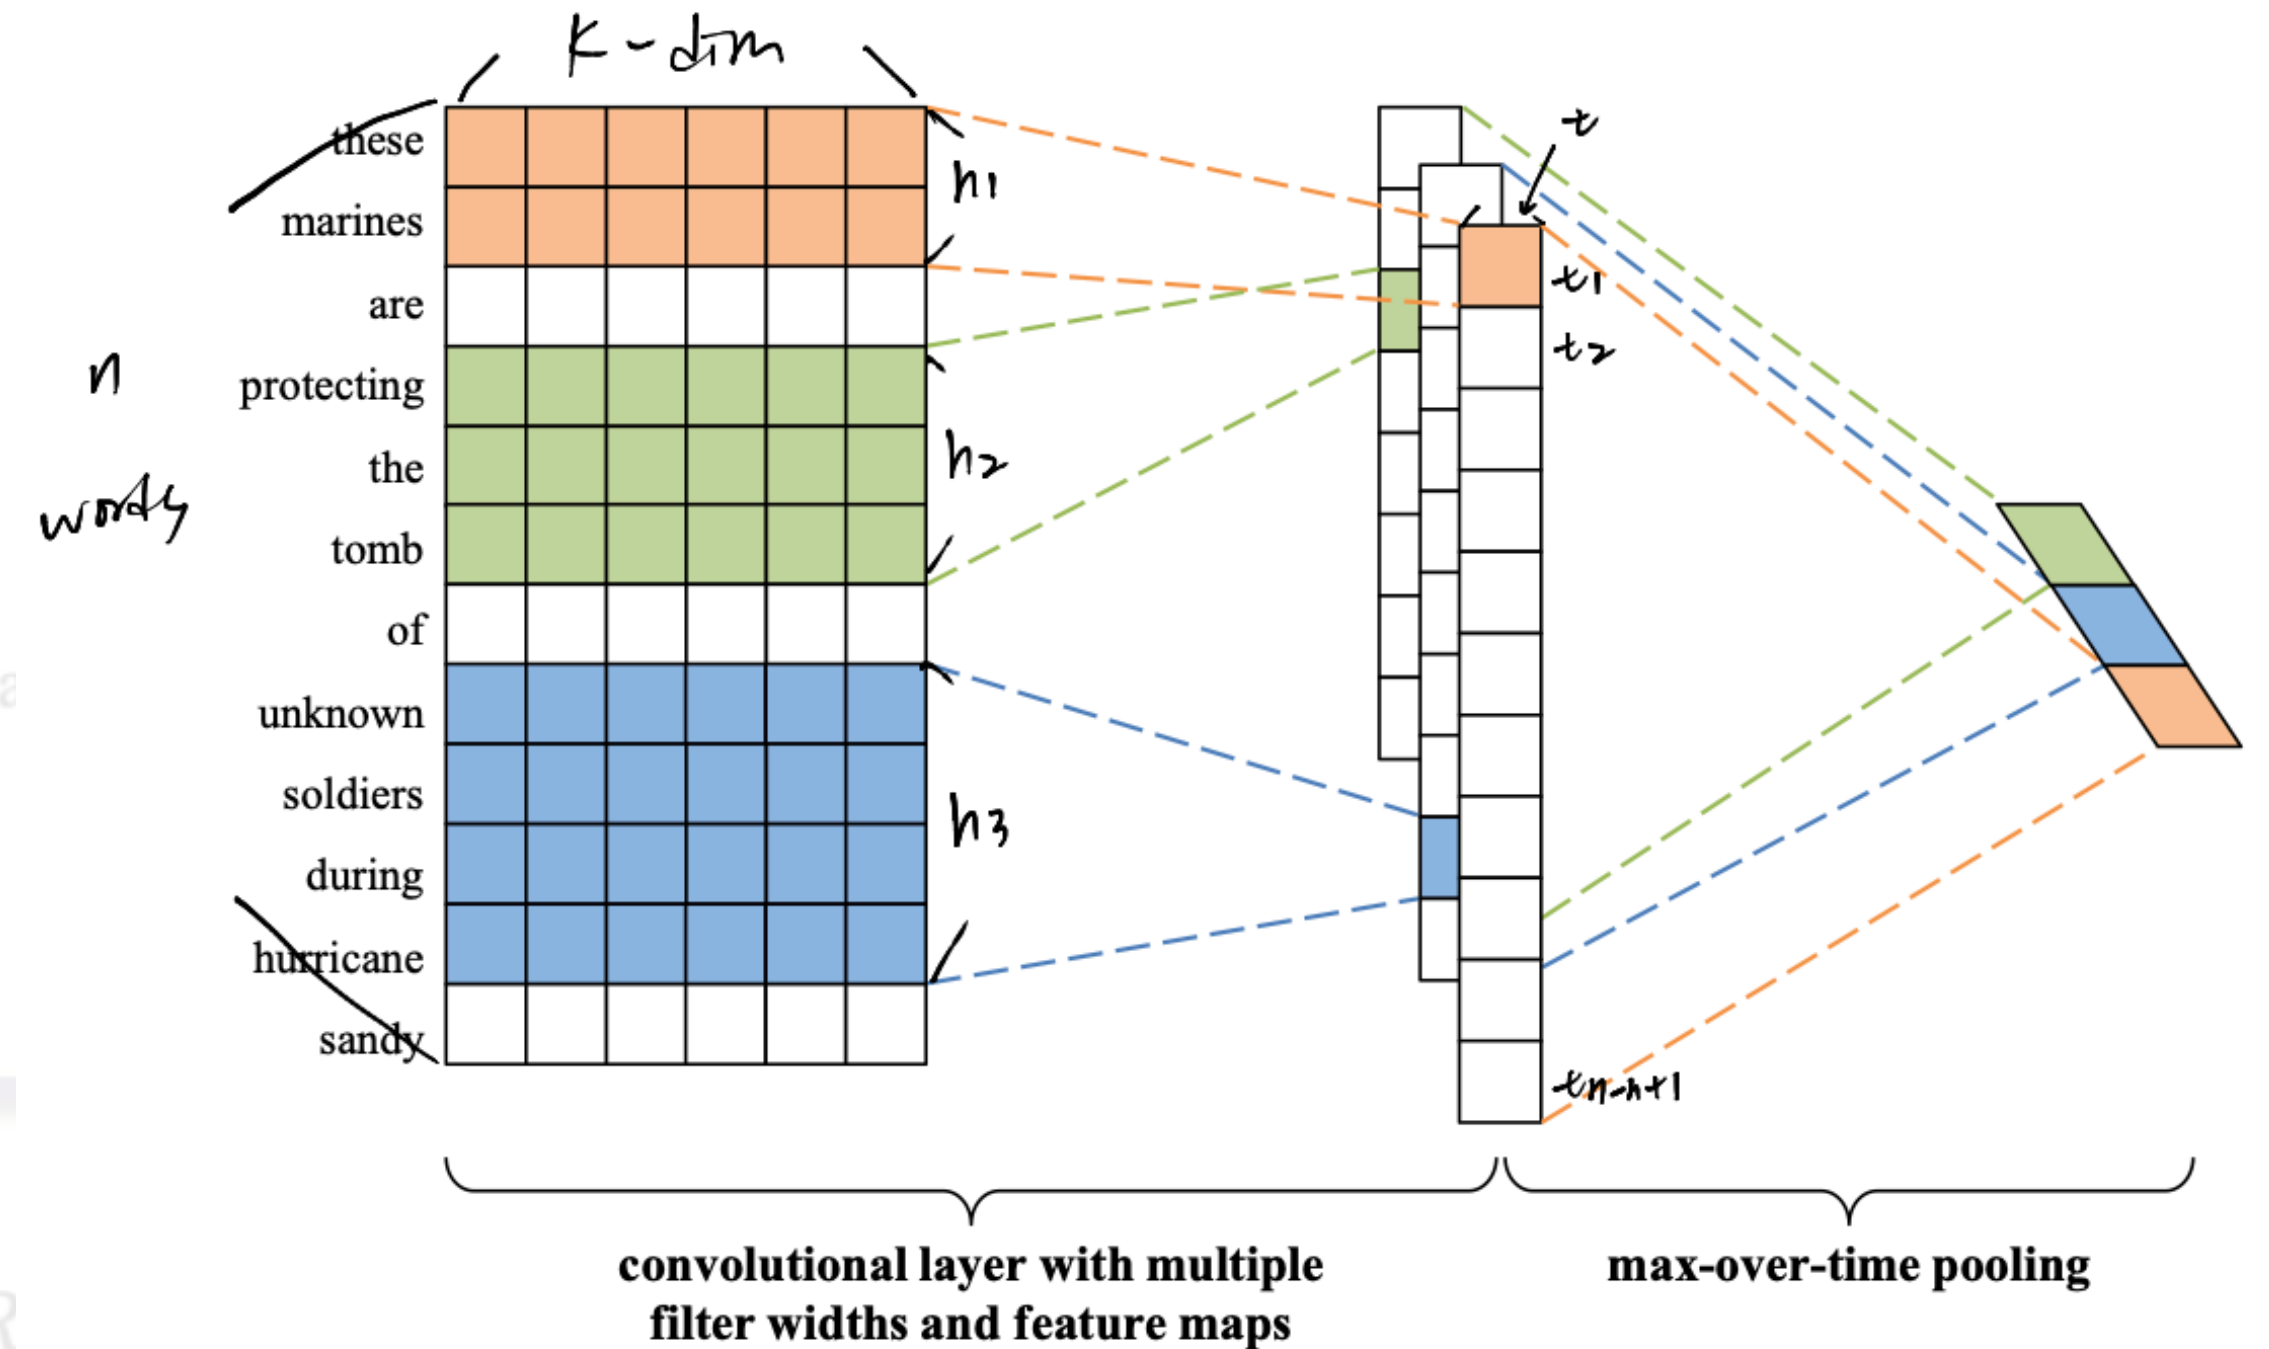 k-dim
these
marines
are
protecting
the
tomb
of
unknown
soldiers
during
hurricane
sandy
n
words
h1
h2
h3
t
t1
t2
tn-h+1
convolutional layer with multiple
filter widths and feature maps
max-over-time pooling